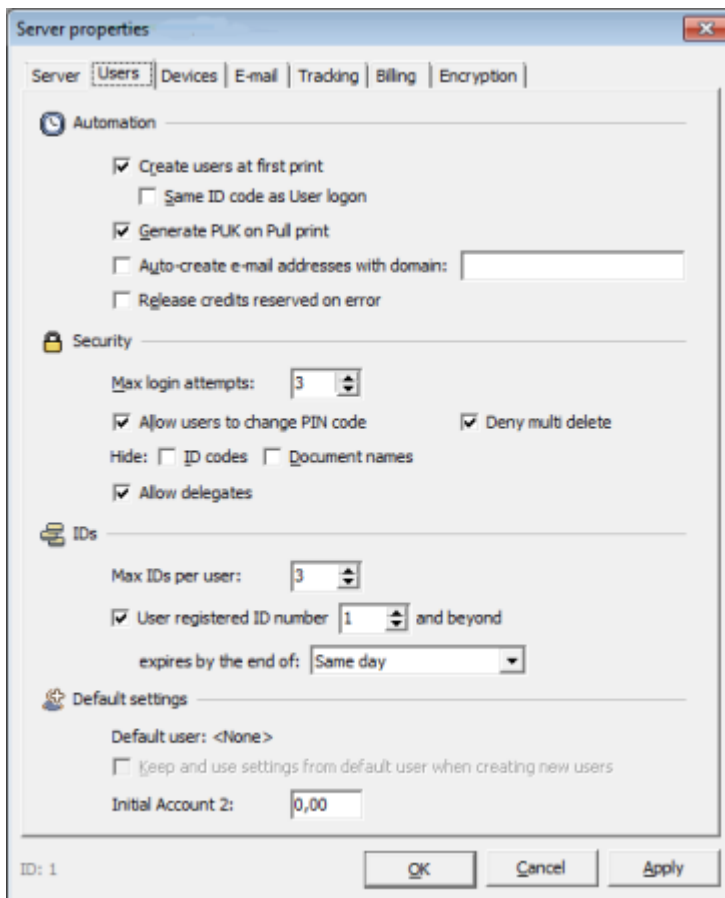 Server properties
Server Users Devices E-mail Tracking Billing Encryption
Automation
Create users at first print
Same ID code as User logon
Generate PUK on Pull print
Auto-create e-mail addresses with domain:
Release credits reserved on error
Security
Max login attempts: 3
Allow users to change PIN code Deny multi delete
Hide: ID codes Document names
Allow delegates
IDs
Max IDs per user: 3
User registered ID number 1 and beyond
expires by the end of: Same day
Default settings
Default user: <None>
Keep and use settings from default user when creating new users
Initial Account 2: 0,00
ID: 1 OK Cancel Apply